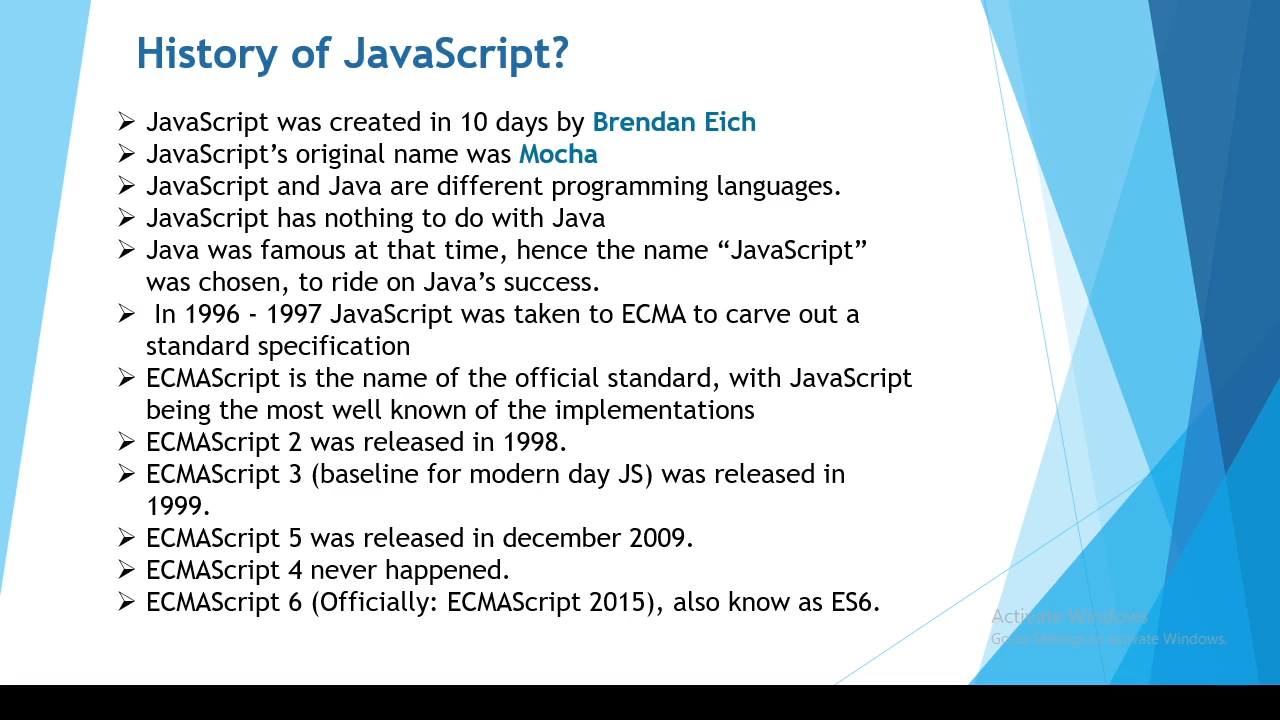 History of JavaScript?
➢ JavaScript was created in 10 days by Brendan Eich
➢ JavaScript’s original name was Mocha
➢ JavaScript and Java are different programming languages.
➢ JavaScript has nothing to do with Java
➢ Java was famous at that time, hence the name “JavaScript”
was chosen, to ride on Java’s success.
➢ In 1996 - 1997 JavaScript was taken to ECMA to carve out a
standard specification
➢ ECMAScript is the name of the official standard, with JavaScript
being the most well known of the implementations
➢ ECMAScript 2 was released in 1998.
➢ ECMAScript 3 (baseline for modern day JS) was released in
1999.
➢ ECMAScript 5 was released in december 2009.
➢ ECMAScript 4 never happened.
➢ ECMAScript 6 (Officially: ECMAScript 2015), also know as ES6.
Activate Windows
Go to Settings to activate Windows.